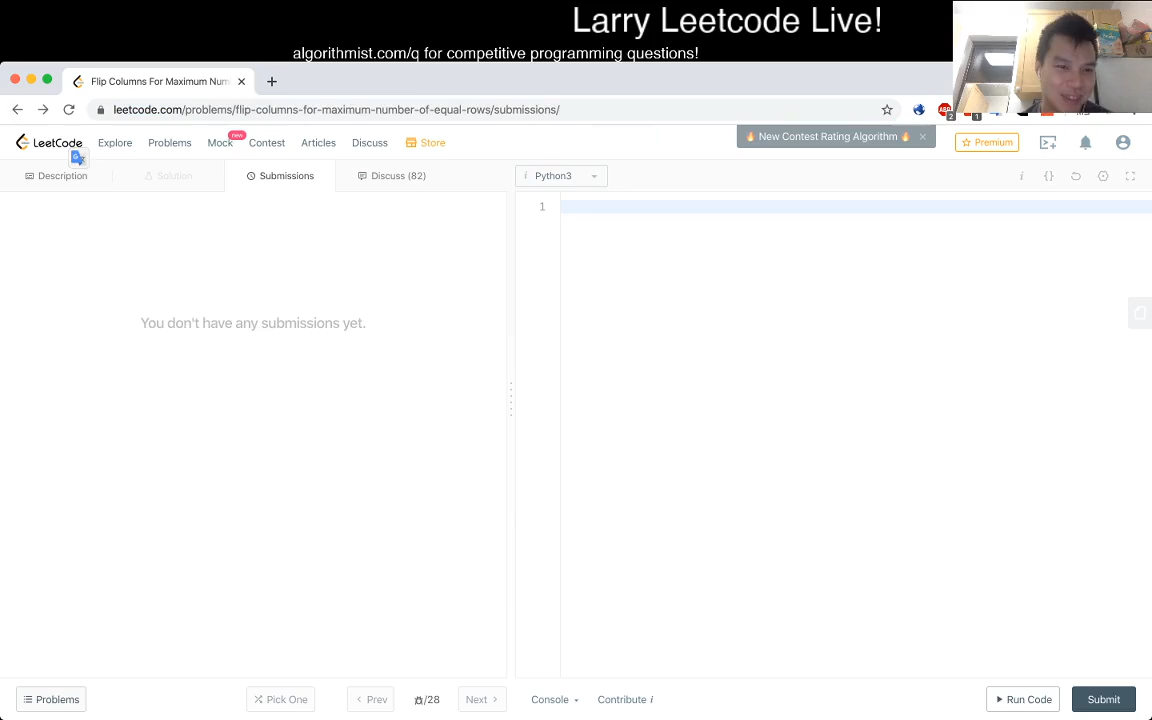 Larry Leetcode Live!
algorithmist.com/q for competitive programming questions!
Flip Columns For Maximum Num
leetcode.com/problems/flip-columns-for-maximum-number-of-equal-rows/submissions/
2
1
LeetCode
Explore
Problems
Mock
new
Contest
Articles
Discuss
Store
🔥 New Contest Rating Algorithm 🔥
Premium
Description
Solution
Submissions
Discuss (82)
i Python3
1
You don't have any submissions yet.
Problems
Pick One
Prev
/28
Next
Console
Contribute i
Run Code
Submit